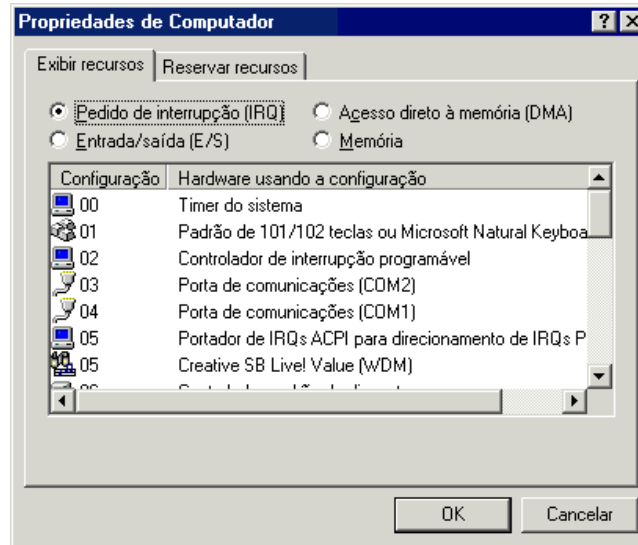 Propriedades de Computador
Exibir recursos Reservar recursos
Pedido de interrupção (IRQ) Acesso direto à memória (DMA)
Entrada/saída (E/S) Memória
Configuração Hardware usando a configuração
00 Timer do sistema
01 Padrão de 101/102 teclas ou Microsoft Natural Keyboa
02 Controlador de interrupção programável
03 Porta de comunicações (COM2)
04 Porta de comunicações (COM1)
05 Portador de IRQs ACPI para direcionamento de IRQs P
05 Creative SB Live! Value (WDM)
OK Cancelar